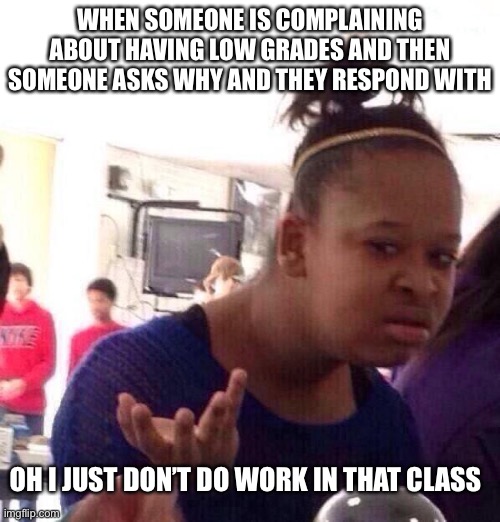 WHEN SOMEONE IS COMPLAINING
ABOUT HAVING LOW GRADES AND THEN
SOMEONE ASKS WHY AND THEY RESPOND WITH
OH I JUST DON'T DO WORK IN THAT CLASS
imgflip.com